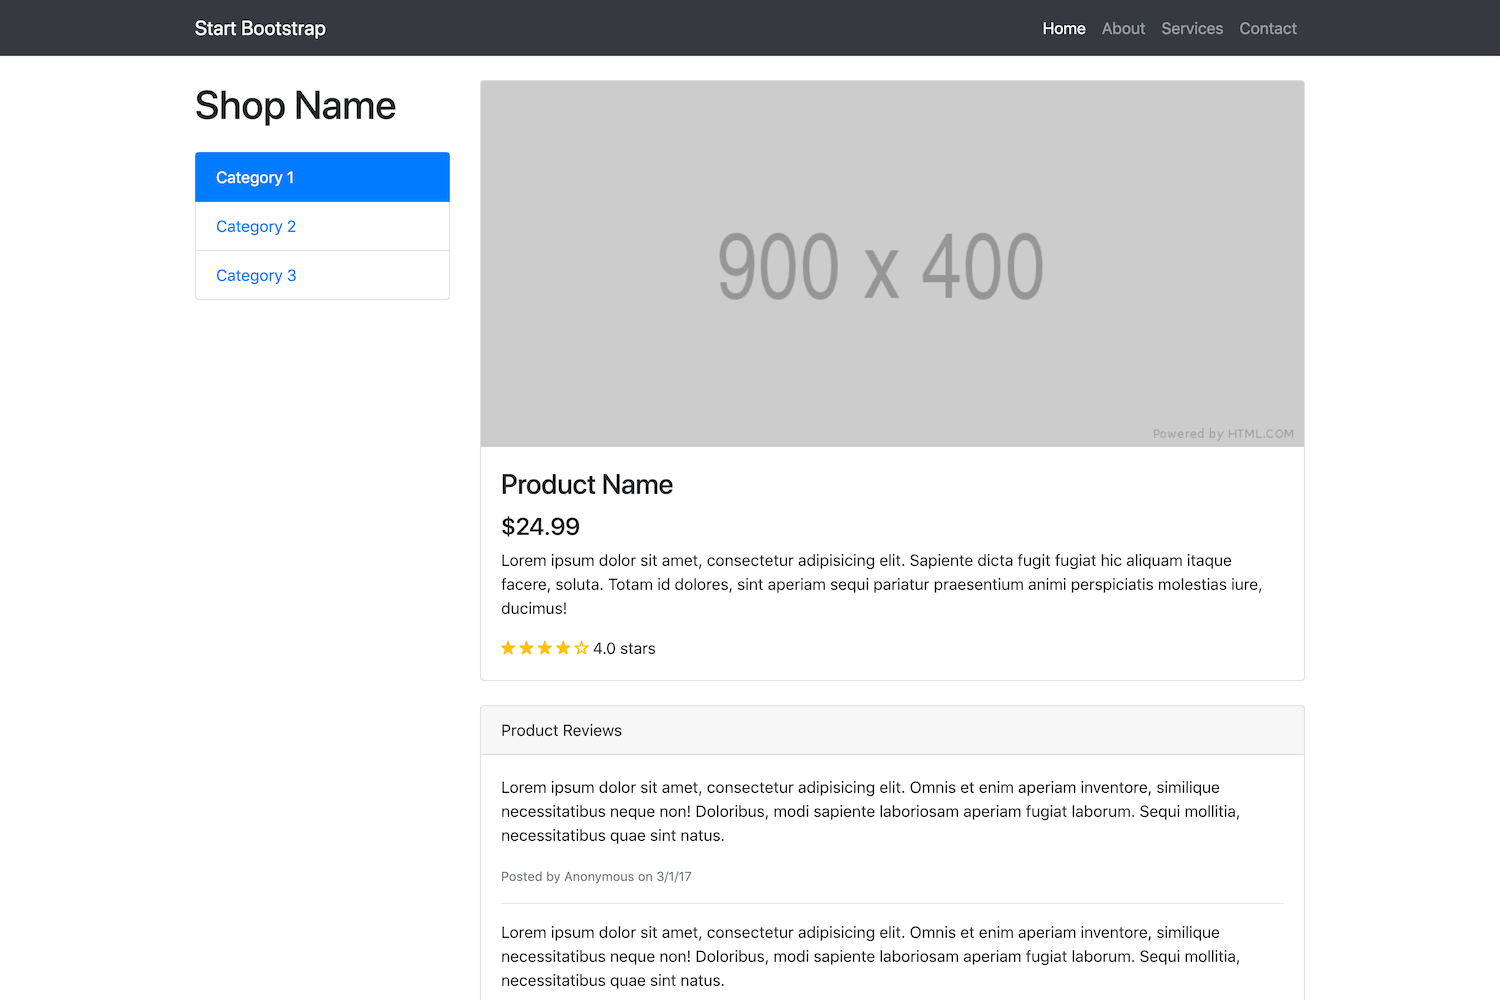 Start Bootstrap
Home About Services Contact
Shop Name
Category 1
Category 2
Category 3
900 x 400
Powered by HTML.COM
Product Name
$24.99
Lorem ipsum dolor sit amet, consectetur adipisicing elit. Sapiente dicta fugit fugiat hic aliquam itaque
facere, soluta. Totam id dolores, sint aperiam sequi pariatur praesentium animi perspiciatis molestias iure,
ducimus!
★ ★ ★ ★ ☆ 4.0 stars
Product Reviews
Lorem ipsum dolor sit amet, consectetur adipisicing elit. Omnis et enim aperiam inventore, similique
necessitatibus neque non! Doloribus, modi sapiente laboriosam aperiam fugiat laborum. Sequi mollitia,
necessitatibus quae sint natus.
Posted by Anonymous on 3/1/17
Lorem ipsum dolor sit amet, consectetur adipisicing elit. Omnis et enim aperiam inventore, similique
necessitatibus neque non! Doloribus, modi sapiente laboriosam aperiam fugiat laborum. Sequi mollitia,
necessitatibus quae sint natus.